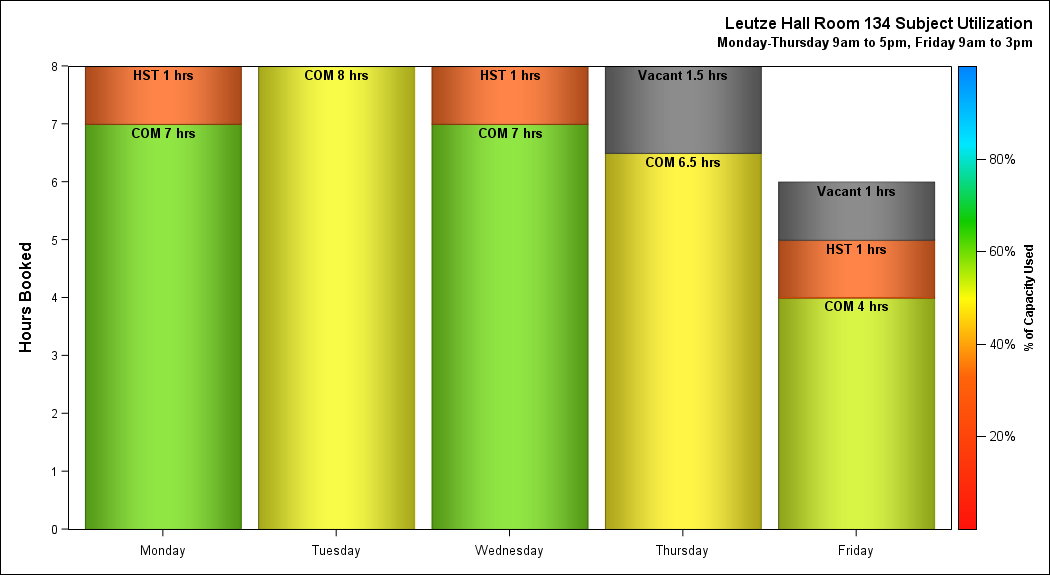 Leutze Hall Room 134 Subject Utilization
Monday-Thursday 9am to 5pm, Friday 9am to 3pm
Hours Booked
8
7
6
5
4
3
2
1
0
HST 1 hrs
COM 7 hrs
COM 8 hrs
HST 1 hrs
COM 7 hrs
Vacant 1.5 hrs
COM 6.5 hrs
Vacant 1 hrs
HST 1 hrs
COM 4 hrs
Monday
Tuesday
Wednesday
Thursday
Friday
80%
60%
40%
20%
% of Capacity Used